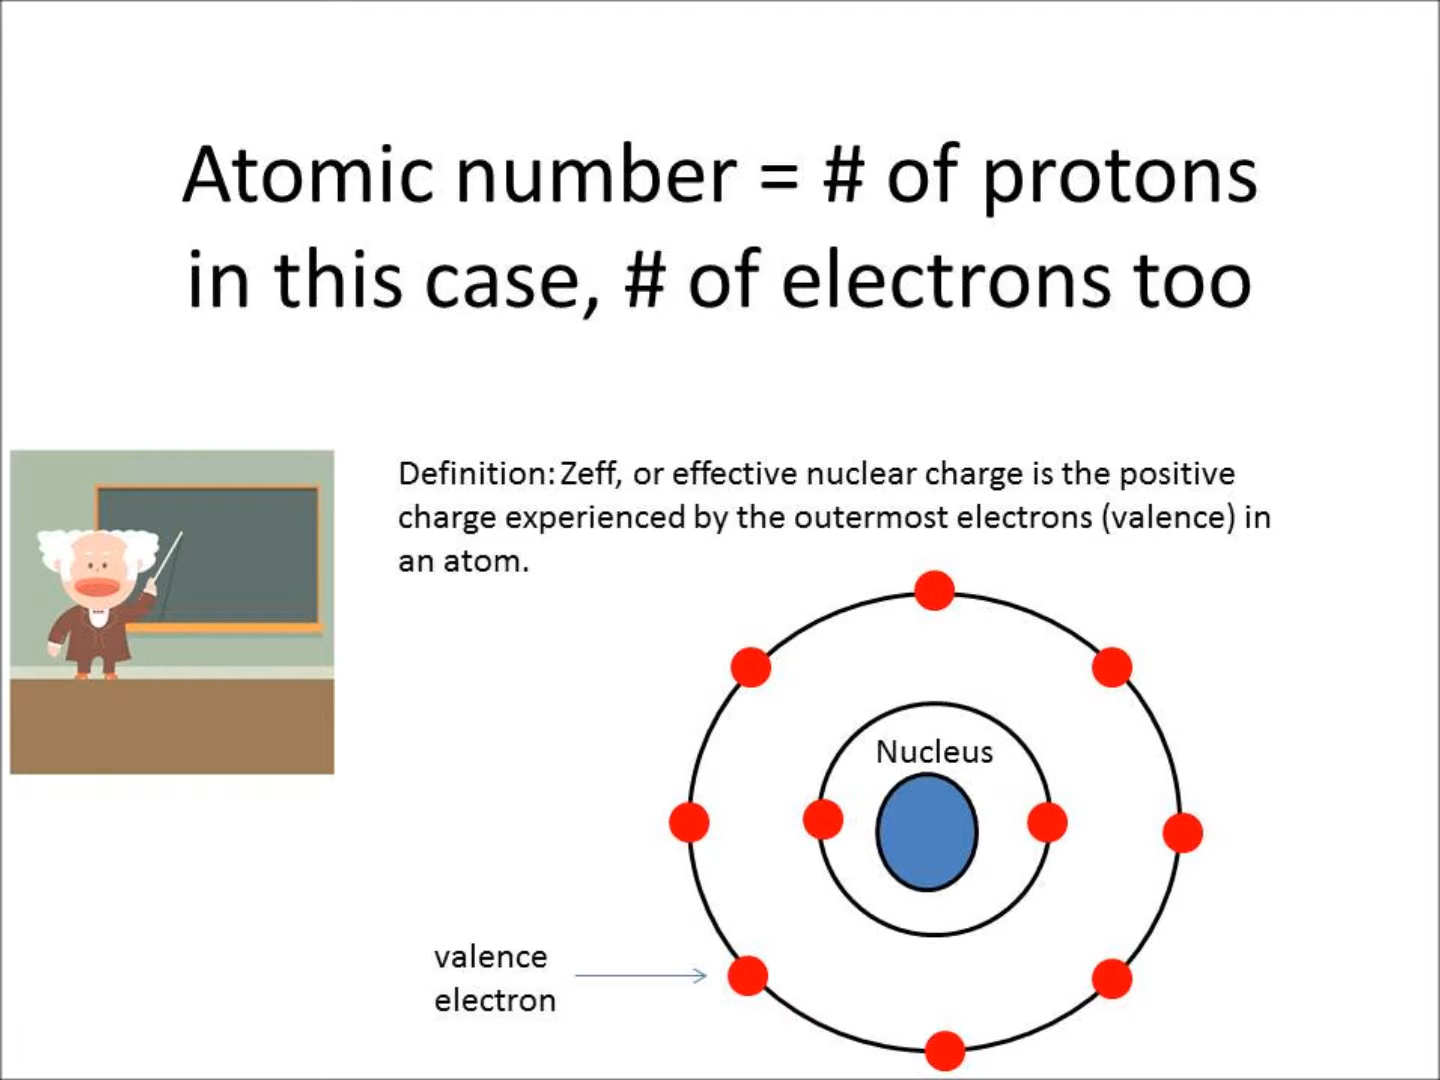 Atomic number = # of protons
in this case, # of electrons too
Definition: Zeff, or effective nuclear charge is the positive
charge experienced by the outermost electrons (valence) in
an atom.
Nucleus
valence
electron